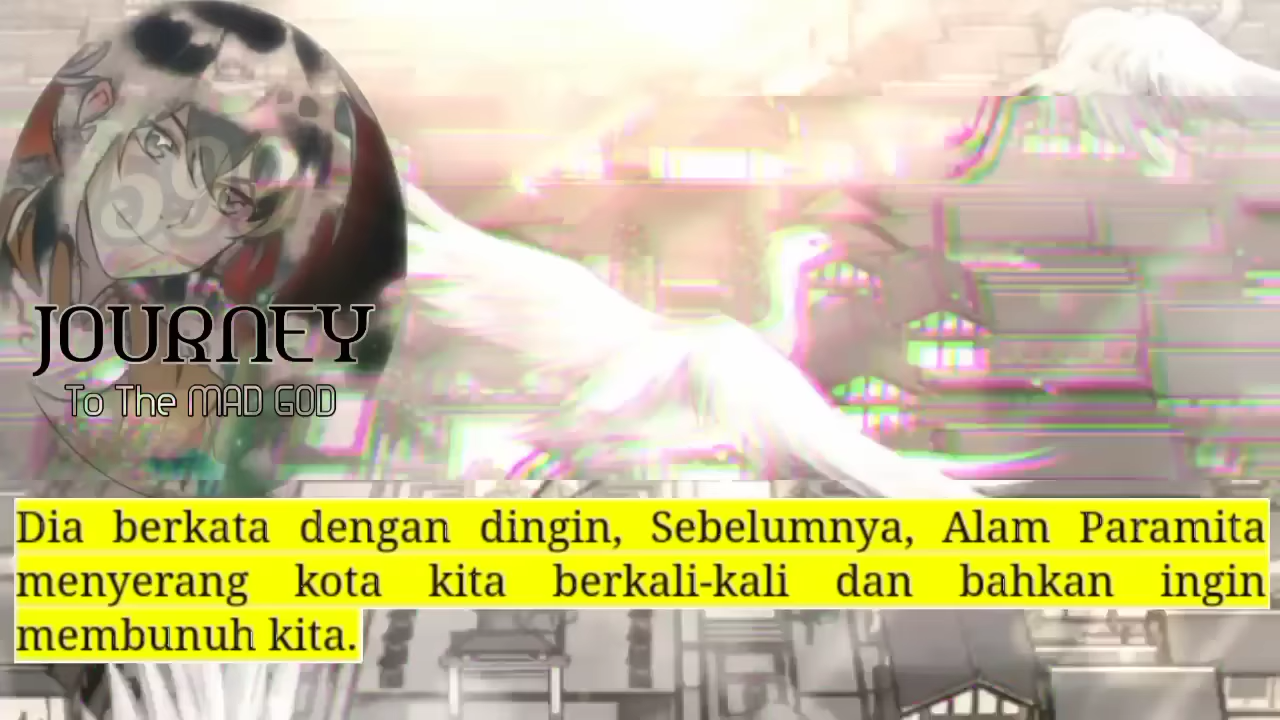 JOURNEY
To The MAD GOD
Dia berkata dengan dingin, Sebelumnya, Alam Paramita
menyerang kota kita berkali-kali dan bahkan ingin
membunuh kita.